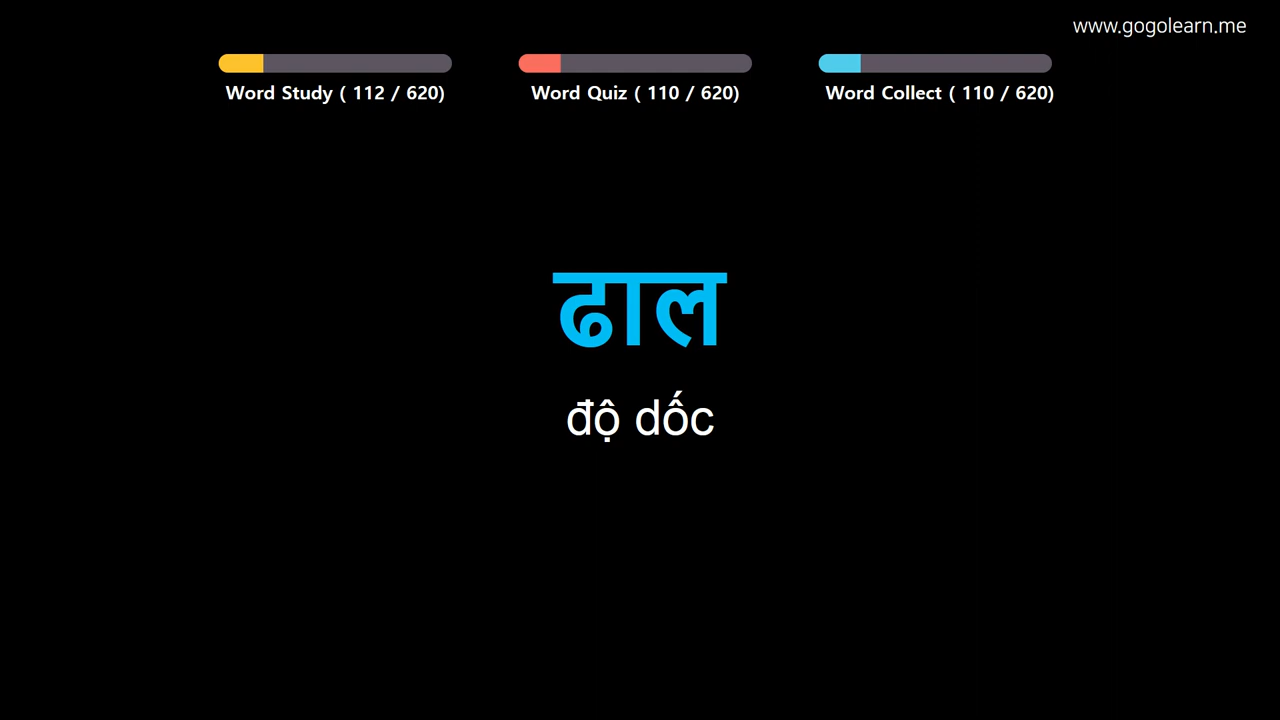 www.gogolearn.me
Word Study ( 112 / 620)
Word Quiz ( 110 / 620)
Word Collect ( 110 / 620)
ढाल
độ dốc